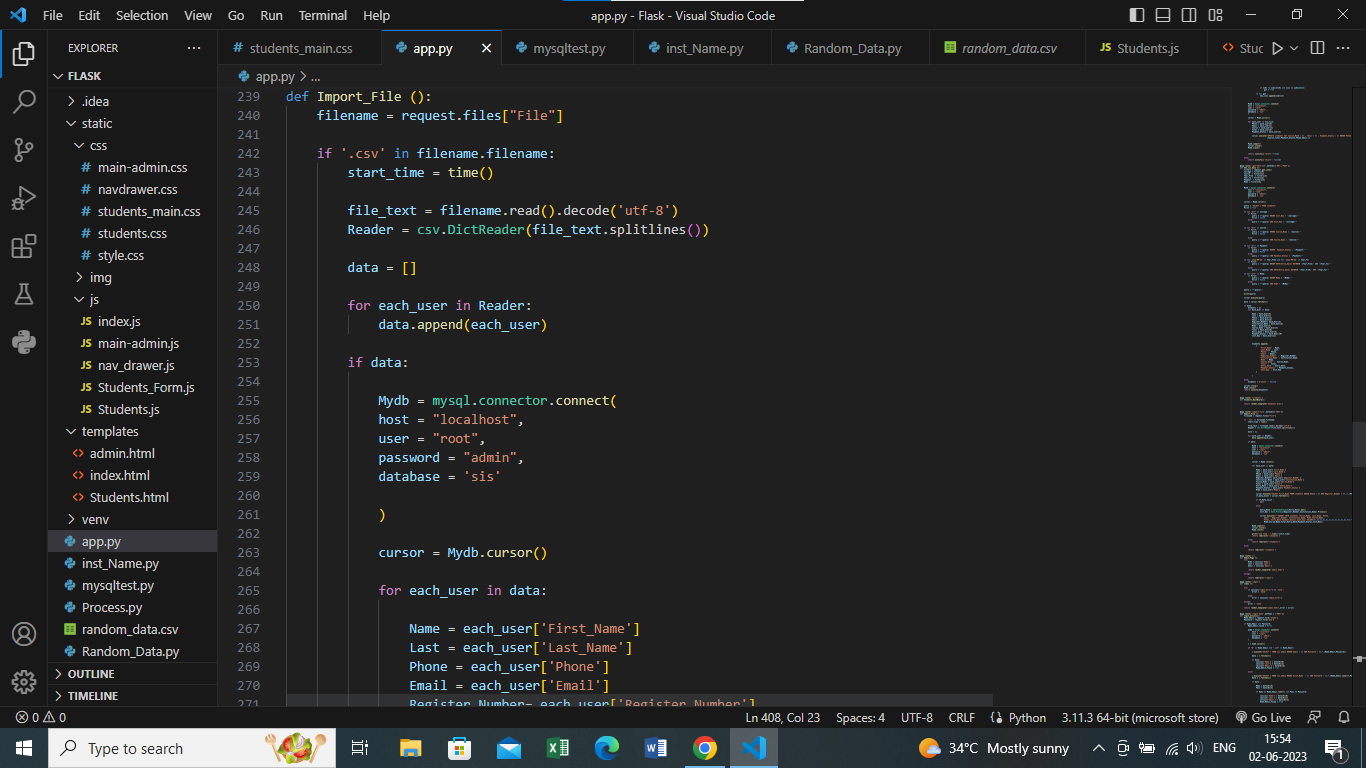 File Edit Selection View Go Run Terminal Help
app.py - Flask - Visual Studio Code
EXPLORER
FLASK
.idea
static
css
# main-admin.css
# navdrawer.css
# students_main.css
# students.css
# style.css
img
js
JS index.js
JS main-admin.js
JS nav_drawer.js
JS Students_Form.js
JS Students.js
templates
<> admin.html
<> index.html
<> Students.html
venv
app.py
inst_Name.py
mysqltest.py
Process.py
random_data.csv
Random_Data.py
OUTLINE
TIMELINE
# students_main.css
app.py
mysqltest.py
inst_Name.py
Random_Data.py
random_data.csv
JS Students.js
<> Stuc
app.py > ...
239 def Import_File ():
240 filename = request.files["File"]
241
242 if '.csv' in filename.filename:
243 start_time = time()
244
245 file_text = filename.read().decode('utf-8')
246 Reader = csv.DictReader(file_text.splitlines())
247
248 data = []
249
250 for each_user in Reader:
251 data.append(each_user)
252
253 if data:
254
255 Mydb = mysql.connector.connect(
256 host = "localhost",
257 user = "root",
258 password = "admin",
259 database = 'sis'
260
261 )
262
263 cursor = Mydb.cursor()
264
265 for each_user in data:
266
267 Name = each_user['First_Name']
268 Last = each_user['Last_Name']
269 Phone = each_user['Phone']
270 Email = each_user['Email']
271 Register_Number= each_user['Register_Number']
0 0
Ln 408, Col 23 Spaces: 4 UTF-8 CRLF Python 3.11.3 64-bit (microsoft store) Go Live
Type to search
34°C Mostly sunny
ENG
15:54
02-06-2023
1